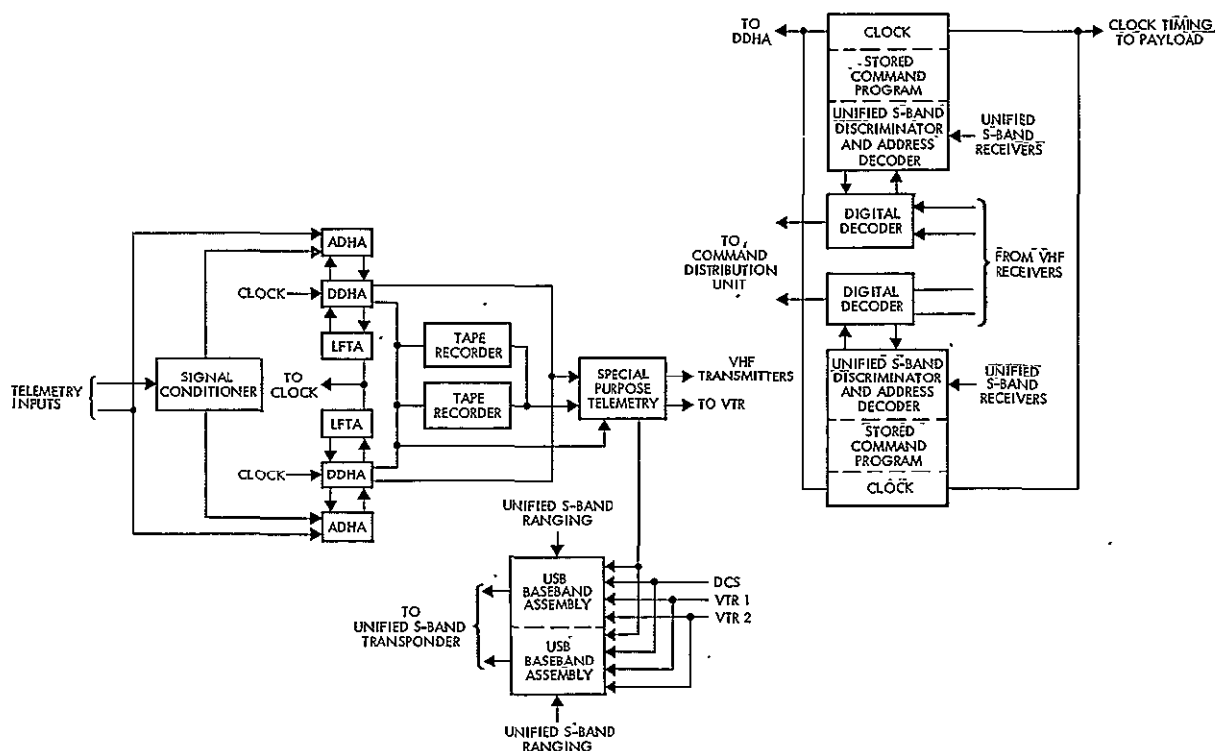 TO
DDHA
CLOCK
CLOCK TIMING
TO PAYLOAD
STORED
COMMAND
PROGRAM
UNIFIED S-BAND
DISCRIMINATOR
AND ADDRESS
DECODER
UNIFIED
S-BAND
RECEIVERS
DIGITAL
DECODER
TO
COMMAND
DISTRIBUTION
UNIT
FROM VHF
RECEIVERS
DIGITAL
DECODER
UNIFIED S-BAND
DISCRIMINATOR
AND ADDRESS
DECODER
UNIFIED
S-BAND
RECEIVERS
STORED
COMMAND
PROGRAM
CLOCK
ADHA
CLOCK
DDHA
LFTA
TELEMETRY
INPUTS
SIGNAL
CONDITIONER
TO
CLOCK
LFTA
CLOCK
DDHA
ADHA
TAPE
RECORDER
TAPE
RECORDER
SPECIAL
PURPOSE
TELEMETRY
VHF
TRANSMITTERS
TO VTR
UNIFIED S-BAND
RANGING
USB
BASEBAND
ASSEMBLY
DCS
VTR 1
VTR 2
TO
UNIFIED S-BAND
TRANSPONDER
USB
BASEBAND
ASSEMBLY
UNIFIED S-BAND
RANGING